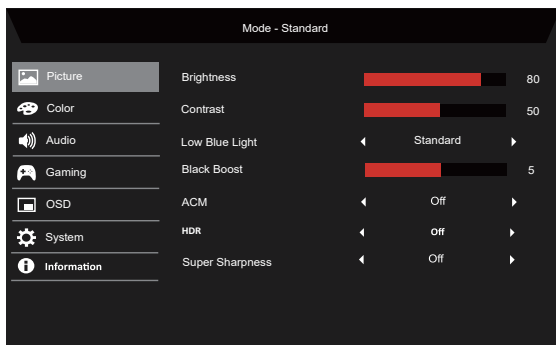 Mode - Standard
Picture
Color
Audio
Gaming
OSD
System
Information
Brightness 80
Contrast 50
Low Blue Light Standard
Black Boost 5
ACM Off
HDR Off
Super Sharpness Off